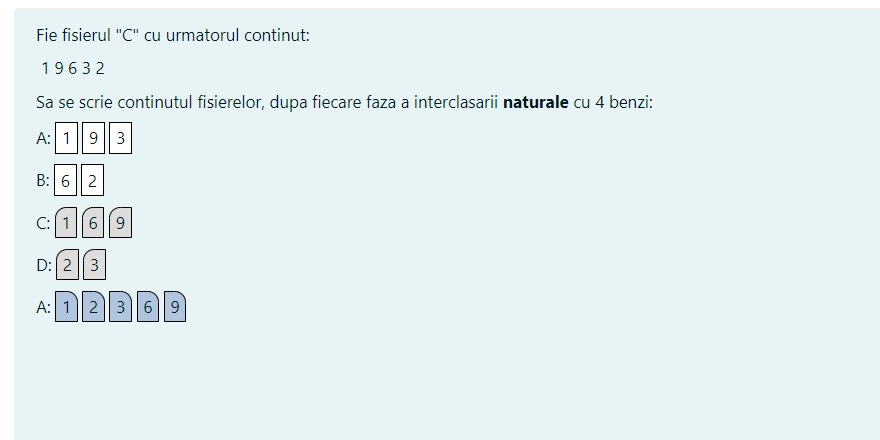 Fie fisierul "C" cu urmatorul continut:
1 9 6 3 2
Sa se scrie continutul fisierelor, dupa fiecare faza a interclasarii naturale cu 4 benzi:
A: 1 9 3
B: 6 2
C: 1 6 9
D: 2 3
A: 1 2 3 6 9